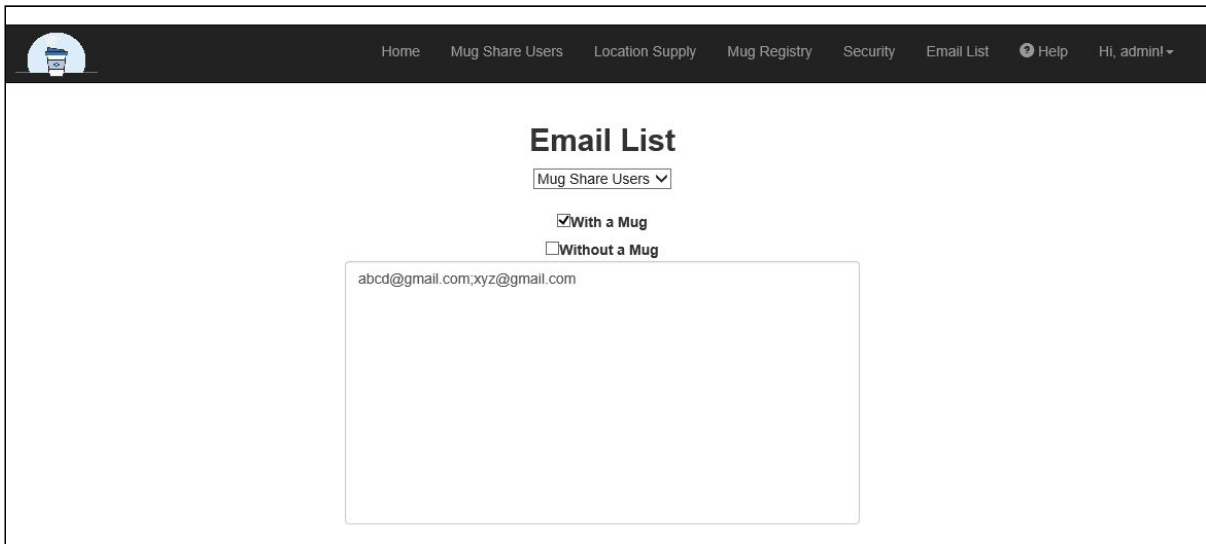 Home Mug Share Users Location Supply Mug Registry Security Email List Help Hi, admin!
Email List
Mug Share Users
With a Mug
Without a Mug
abcd@gmail.com;xyz@gmail.com